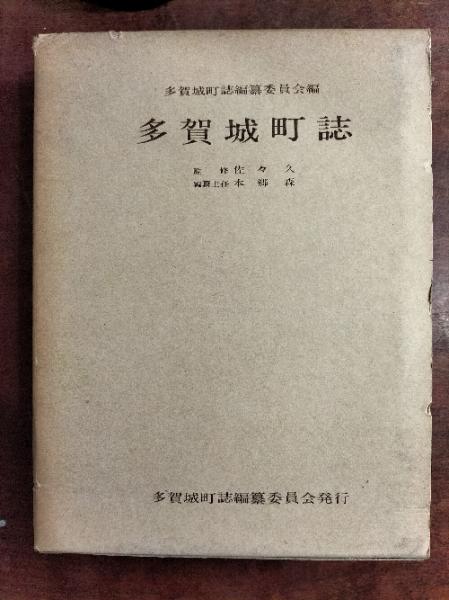 多賀城町誌編纂委員会編
多賀城町誌
監修 佐々久
編纂主任 本郷森
多賀城町誌編纂委員会発行